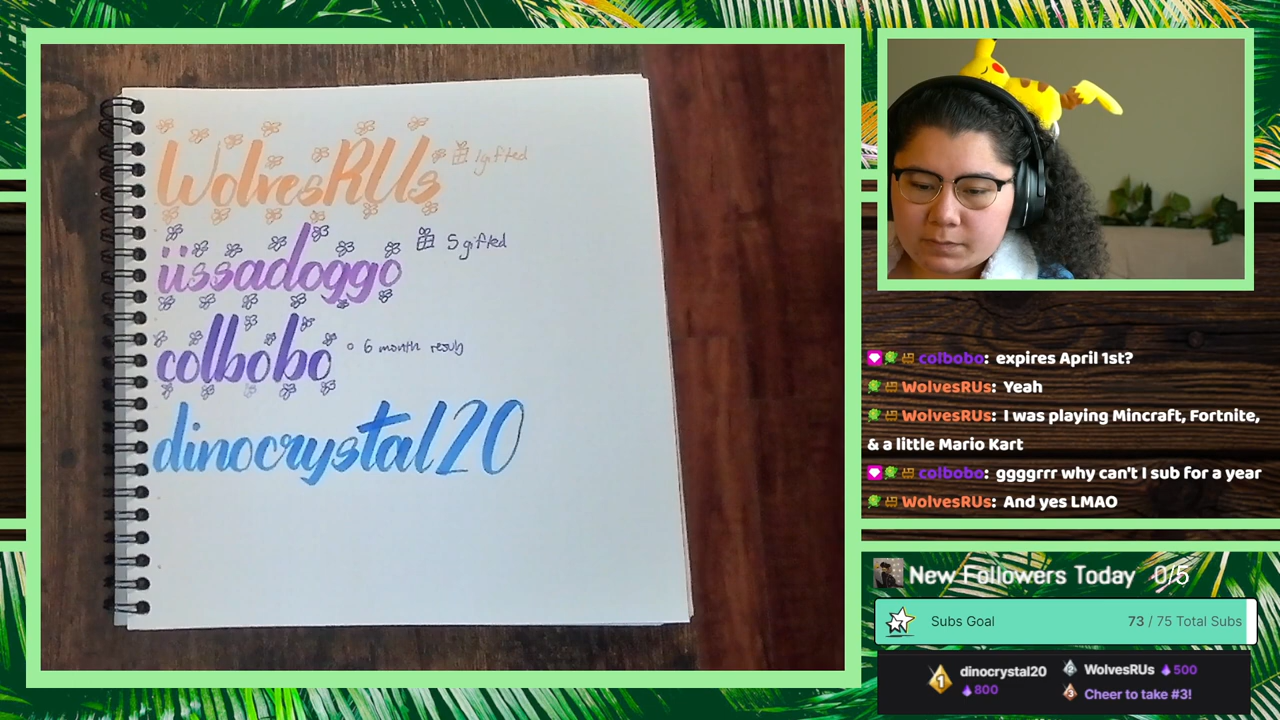 WolvesRUs 1 gifted
iissadoggo 5 gifted
colbobo 6 month resub
dinocrystal20
colbobo: expires April 1st?
WolvesRUs: Yeah
WolvesRUs: I was playing Mincraft, Fortnite,
& a little Mario Kart
colbobo: ggggrrr why can't I sub for a year
WolvesRUs: And yes LMAO
New Followers Today 0/5
Subs Goal 73 / 75 Total Subs
1 dinocrystal20 800
2 WolvesRUs 500
3 Cheer to take #3!